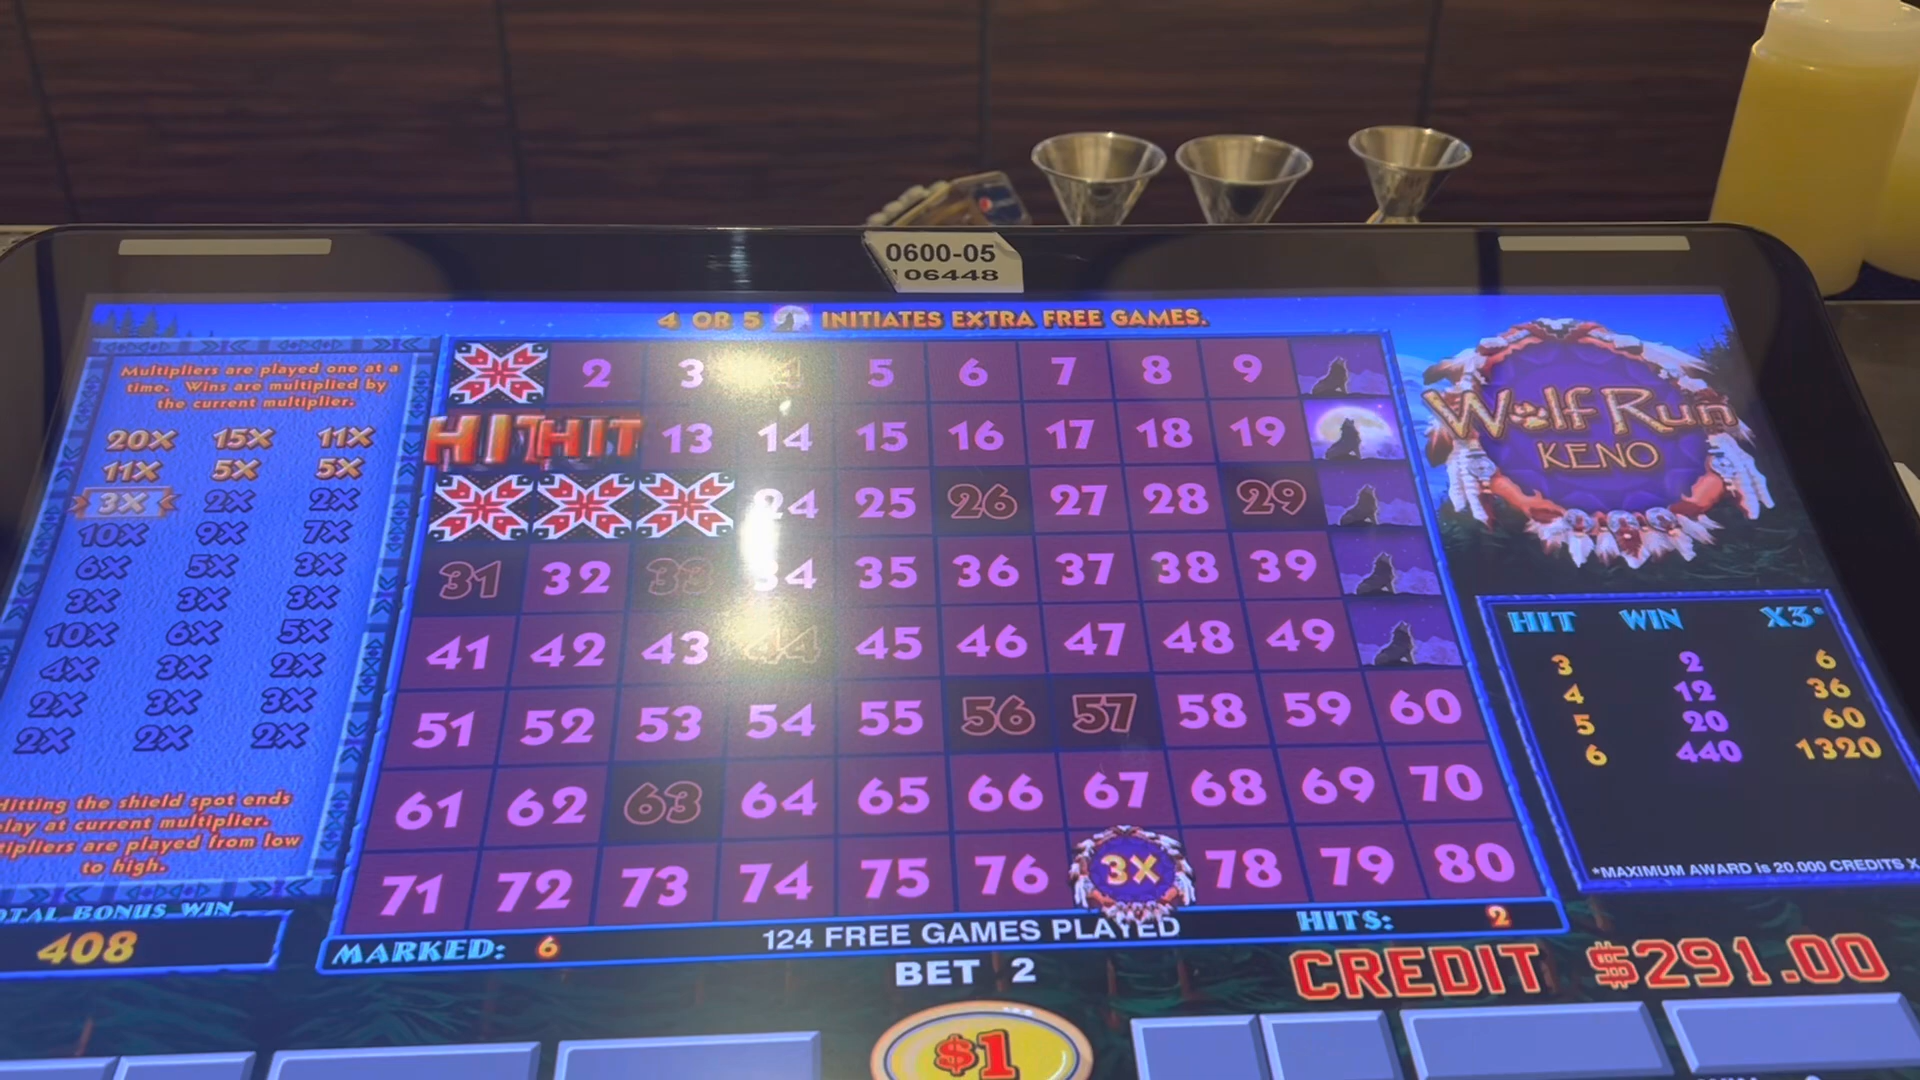 0600-05
106448
4 OR 5 INITIATES EXTRA FREE GAMES.
Multipliers are played one at a
time. Wins are multiplied by
the current multiplier.
20X 15X 11X
11X 5X 5X
3X 2X 2X
10X 9X 7X
6X 5X 3X
3X 3X 3X
10X 6X 5X
4X 3X 2X
2X 3X 3X
2X 2X 2X
Hitting the shield spot ends
play at current multiplier.
tipliers are played from low
to high.
OTAL BONUS WIN
408
2 3 4 5 6 7 8 9
HIT HIT 13 14 15 16 17 18 19
24 25 26 27 28 29
31 32 33 34 35 36 37 38 39
41 42 43 44 45 46 47 48 49
51 52 53 54 55 56 57 58 59 60
61 62 63 64 65 66 67 68 69 70
71 72 73 74 75 76 3X 78 79 80
MARKED: 6
124 FREE GAMES PLAYED
HITS: 2
BET 2
CREDIT $291.00
$1
Wolf Run
KENO
HIT WIN X3*
3 2 6
4 12 36
5 20 60
6 440 1320
*MAXIMUM AWARD is 20,000 CREDITS X